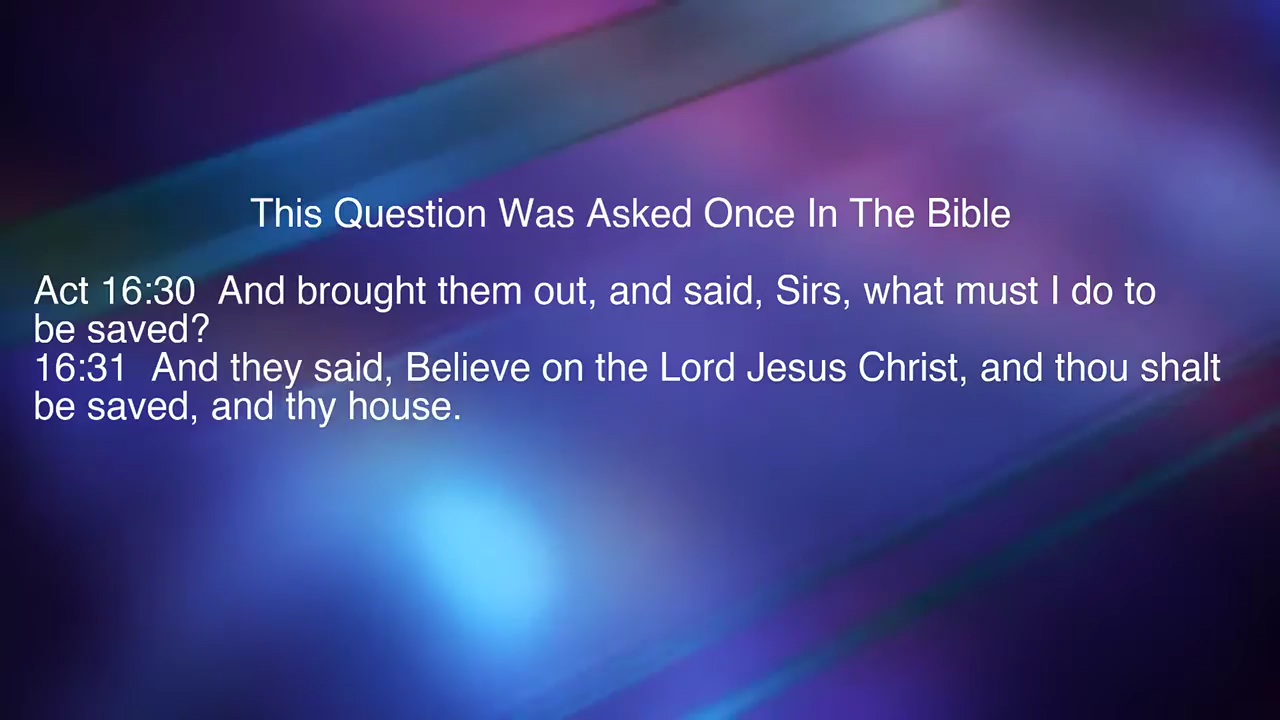 This Question Was Asked Once In The Bible
Act 16:30  And brought them out, and said, Sirs, what must I do to
be saved?
16:31  And they said, Believe on the Lord Jesus Christ, and thou shalt
be saved, and thy house.